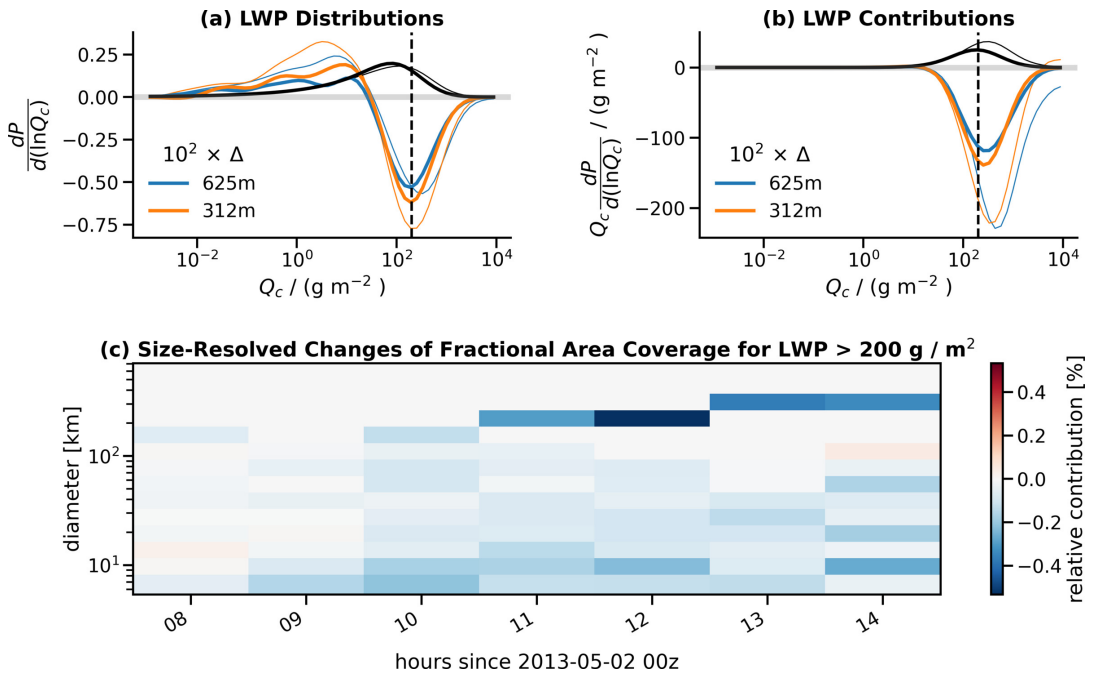 (a) LWP Distributions
0.25
0.00
−0.25
−0.50
−0.75
dP
d(lnQc)
10² × Δ
625m
312m
10⁻²
10⁰
10²
10⁴
Qc / (g m⁻² )
(b) LWP Contributions
0
−100
−200
Qc dP/d(lnQc) / (g m⁻² )
10² × Δ
625m
312m
10⁻²
10⁰
10²
10⁴
Qc / (g m⁻² )
(c) Size-Resolved Changes of Fractional Area Coverage for LWP > 200 g / m²
diameter [km]
10²
10¹
08
09
10
11
12
13
14
hours since 2013-05-02 00z
0.4
0.2
0.0
−0.2
−0.4
relative contribution [%]